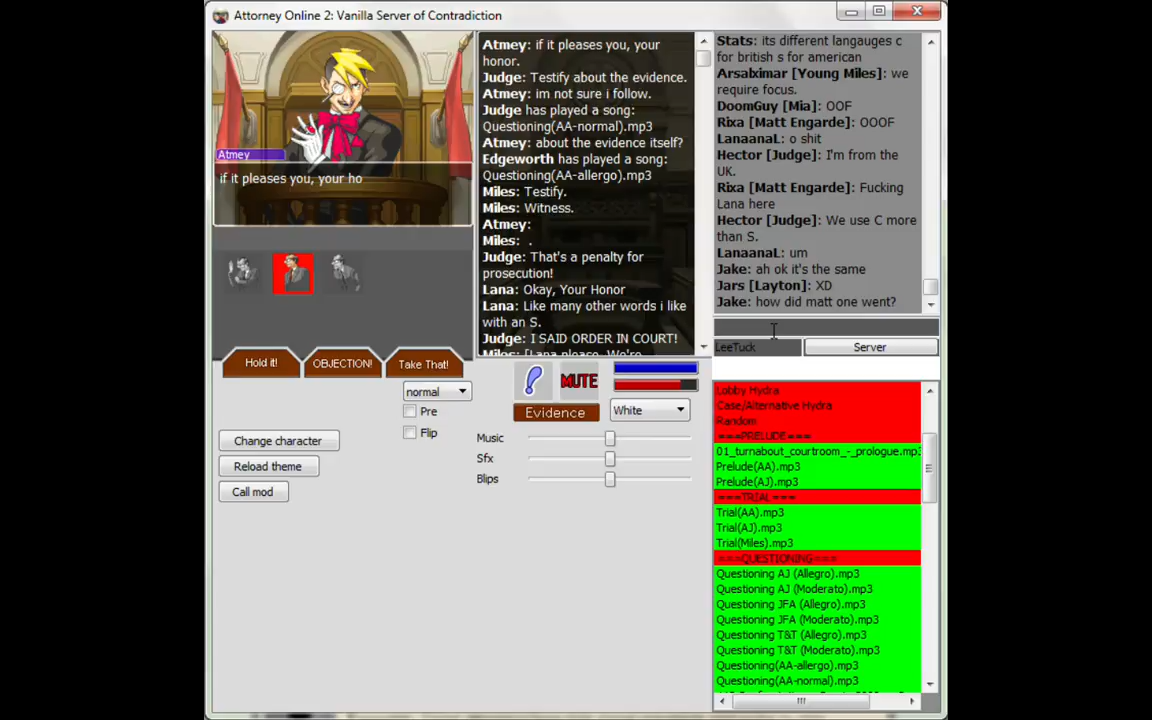 Attorney Online 2: Vanilla Server of Contradiction
Atmey
if it pleases you, your ho
Atmey: if it pleases you, your
honor.
Judge: Testify about the evidence.
Atmey: im not sure i follow.
Judge has played a song:
Questioning(AA-normal).mp3
Atmey: about the evidence itself?
Edgeworth has played a song:
Questioning(AA-allergo).mp3
Miles: Testify.
Miles: Witness.
Atmey:
Miles: .
Judge: That's a penalty for
prosecution!
Lana: Okay, Your Honor
Lana: Like many other words i like
with an S.
Judge: I SAID ORDER IN COURT!
Miles: [Lana please. We're
Stats: its different langauges c
for british s for american
Arsalximar [Young Miles]: we
require focus.
DoomGuy [Mia]: OOF
Rixa [Matt Engarde]: OOOF
LanaanaL: o shit
Hector [Judge]: I'm from the
UK.
Rixa [Matt Engarde]: Fucking
Lana here
Hector [Judge]: We use C more
than S.
LanaanaL: um
Jake: ah ok it's the same
Jars [Layton]: XD
Jake: how did matt one went?
LeeTuck
Server
Hold it!
OBJECTION!
Take That!
normal
Pre
Flip
MUTE
Evidence
White
Change character
Reload theme
Call mod
Music
Sfx
Blips
Lobby Hydra
Case/Alternative Hydra
Random
===PRELUDE===
01_turnabout_courtroom_-_prologue.mp3
Prelude(AA).mp3
Prelude(AJ).mp3
===TRIAL===
Trial(AA).mp3
Trial(AJ).mp3
Trial(Miles).mp3
===QUESTIONING===
Questioning AJ (Allegro).mp3
Questioning AJ (Moderato).mp3
Questioning JFA (Allegro).mp3
Questioning JFA (Moderato).mp3
Questioning T&T (Allegro).mp3
Questioning T&T (Moderato).mp3
Questioning(AA-allergo).mp3
Questioning(AA-normal).mp3